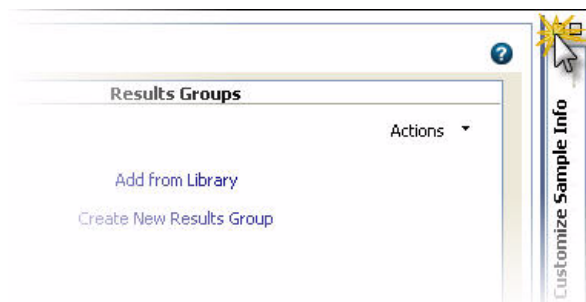 Results Groups
Actions
Add from Library
Create New Results Group
Customize Sample Info